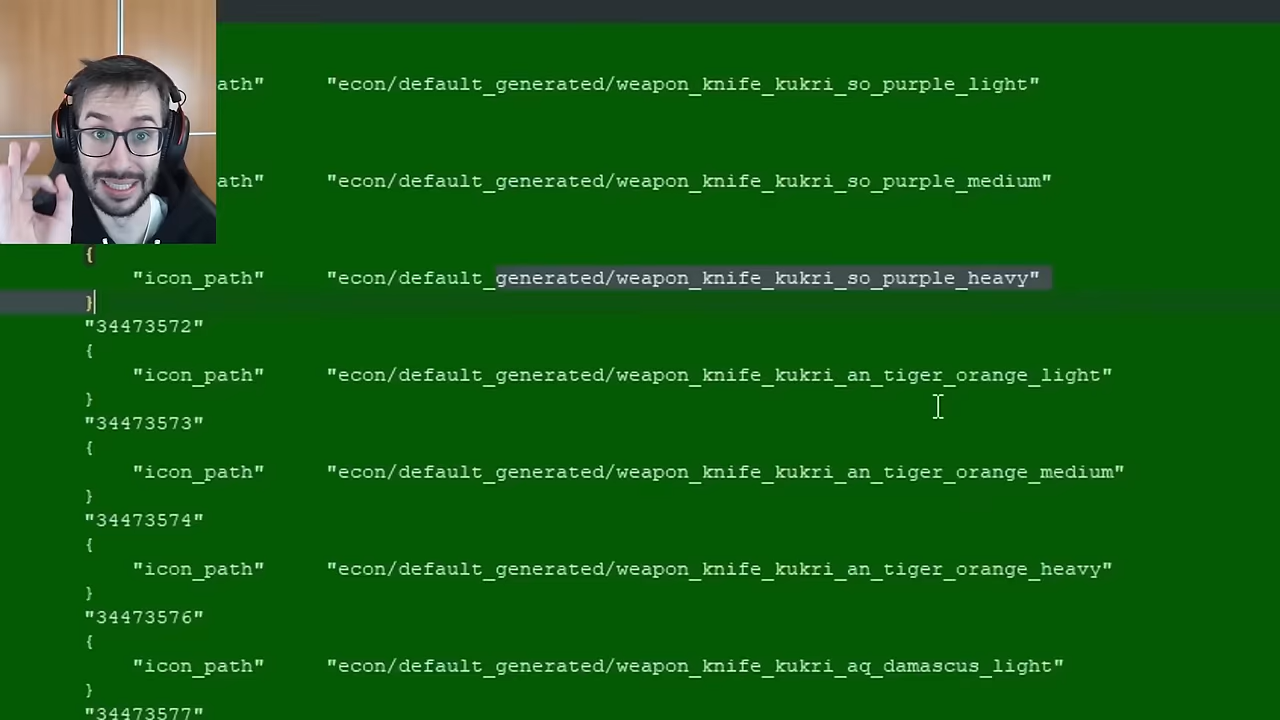 ath" "econ/default_generated/weapon_knife_kukri_so_purple_light"
ath" "econ/default_generated/weapon_knife_kukri_so_purple_medium"
{
"icon_path" "econ/default_generated/weapon_knife_kukri_so_purple_heavy"
}
"34473572"
{
"icon_path" "econ/default_generated/weapon_knife_kukri_an_tiger_orange_light"
}
"34473573"
{
"icon_path" "econ/default_generated/weapon_knife_kukri_an_tiger_orange_medium"
}
"34473574"
{
"icon_path" "econ/default_generated/weapon_knife_kukri_an_tiger_orange_heavy"
}
"34473576"
{
"icon_path" "econ/default_generated/weapon_knife_kukri_aq_damascus_light"
}
"34473577"